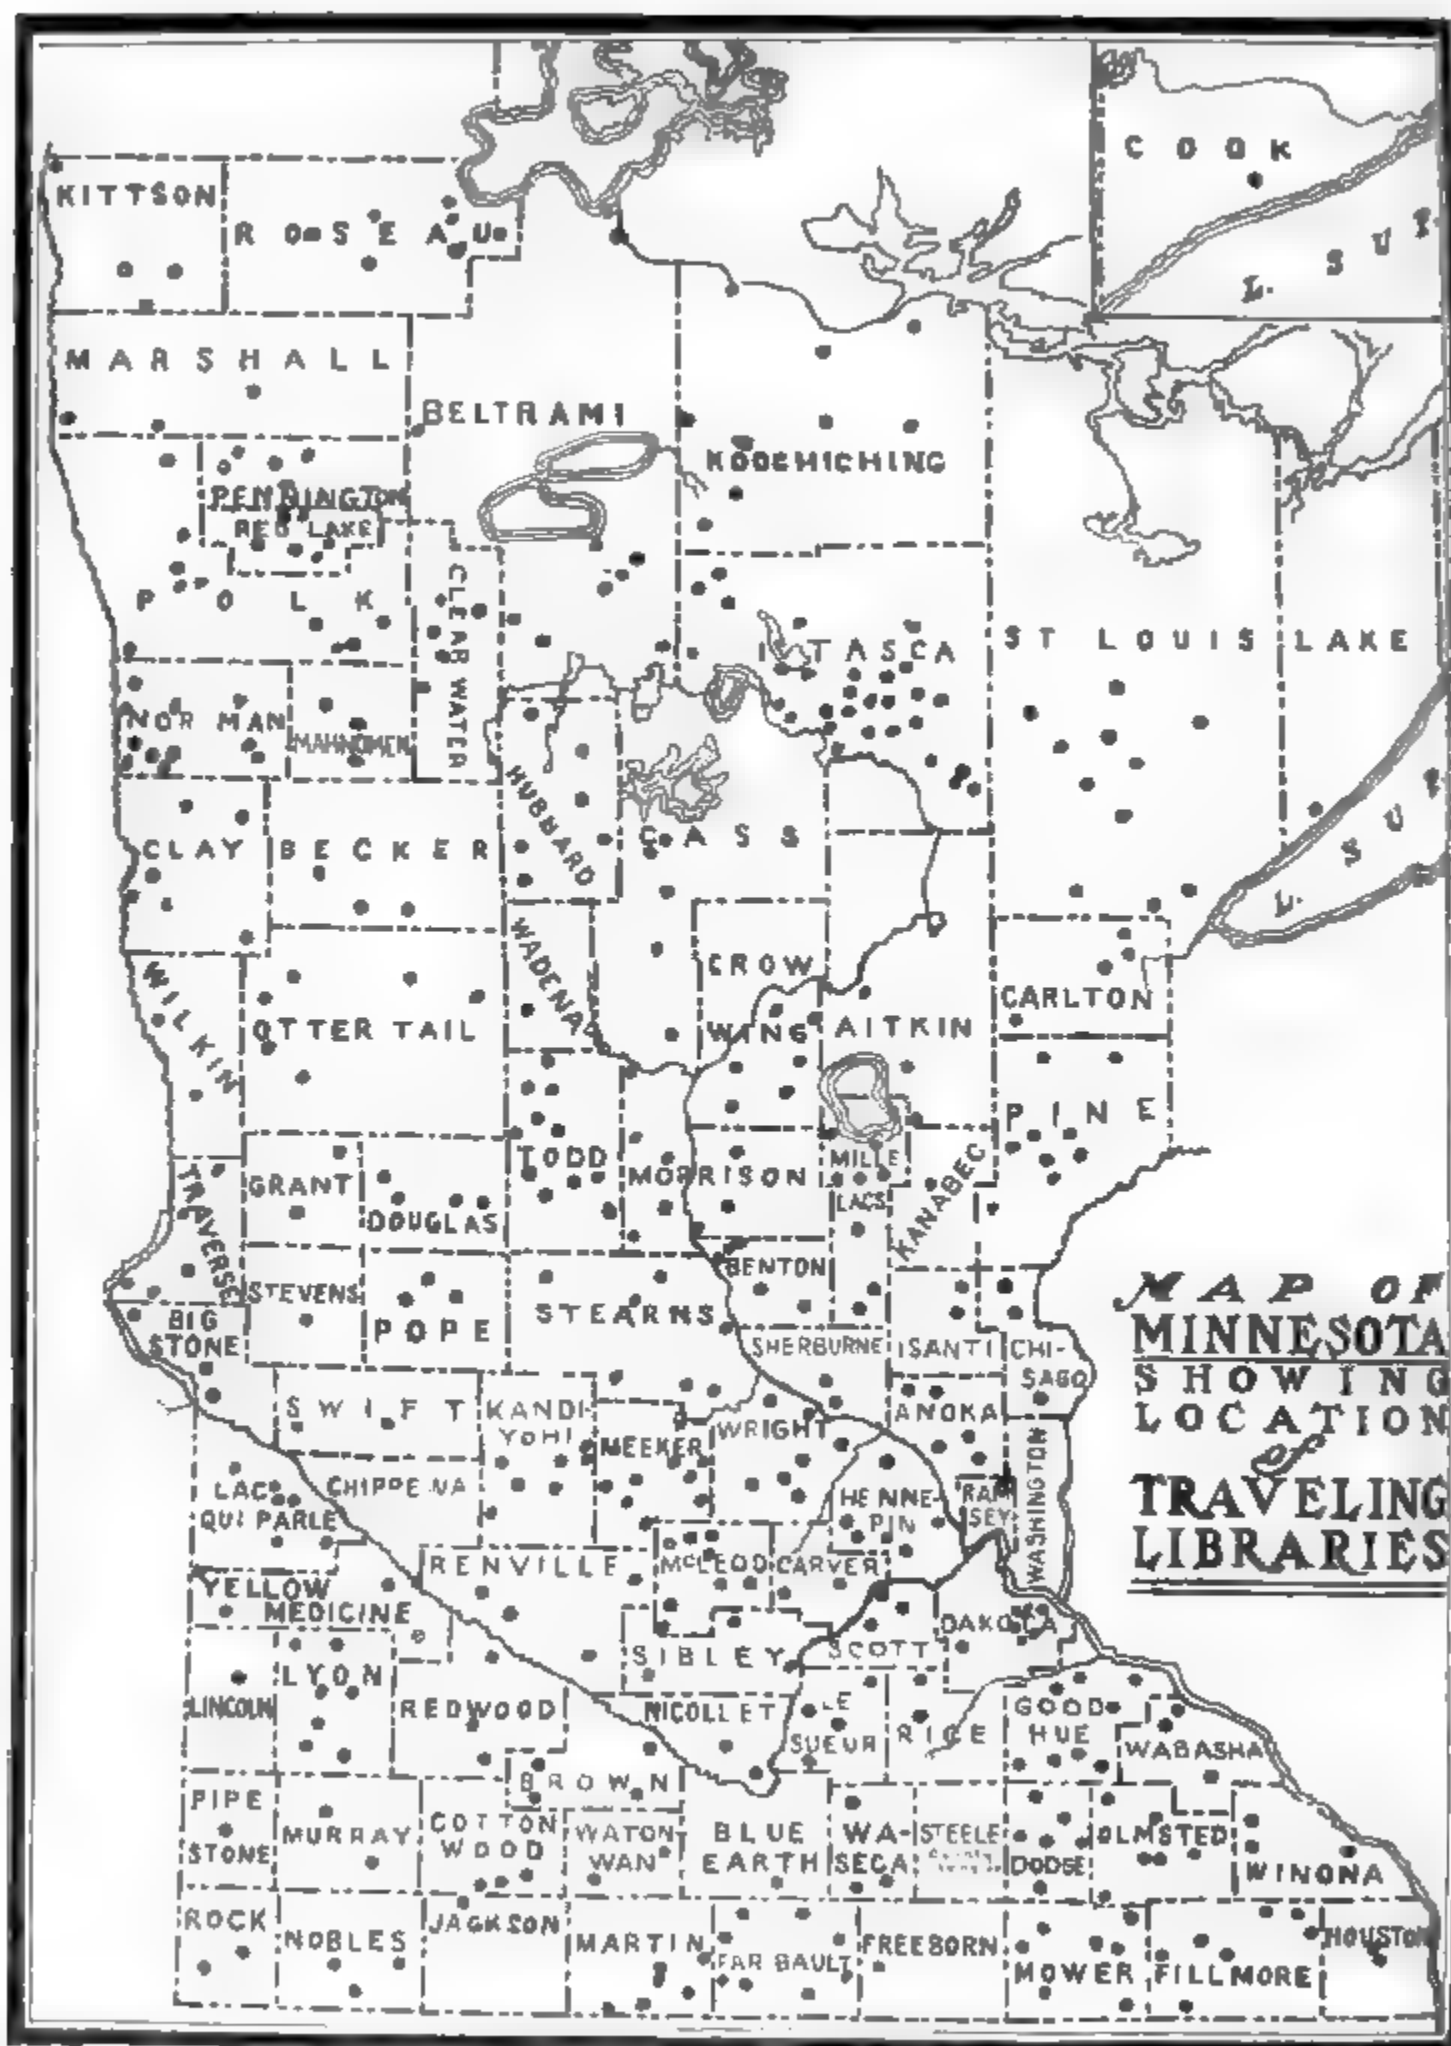 COOK
KITTSON
ROSEAU
L. SUP.
MARSHALL
BELTRAMI
KOOCHICHING
PENNINGTON
RED LAKE
CLEARWATER
POLK
ITASCA
ST LOUIS
LAKE
NORMAN
MAHNOMEN
HUBBARD
L. SUP
CASS
CLAY
BECKER
WADENA
CROW
WING
WILKIN
OTTER TAIL
AITKIN
CARLTON
PINE
TODD
MORRISON
MILLE
LACS
KANABEC
TRAVERSE
GRANT
DOUGLAS
BENTON
STEVENS
POPE
STEARNS
BIG
STONE
SHERBURNE
ISANTI
CHI-
SAGO
MAP OF
MINNESOTA
SHOWING
LOCATION
of
TRAVELING
LIBRARIES
SWIFT
KANDI-
YOHI
MEEKER
WRIGHT
ANOKA
WASHINGTON
LAC
QUI PARLE
CHIPPEWA
HENNE-
PIN
RAM
SEY
RENVILLE
McLEOD
CARVER
YELLOW
MEDICINE
DAKOTA
SIBLEY
SCOTT
LYON
LINCOLN
REDWOOD
NICOLLET
LE
SUEUR
RICE
GOOD
HUE
WABASHA
BROWN
PIPE
STONE
MURRAY
COTTON
WOOD
WATON-
WAN
BLUE
EARTH
WA-
SECA
STEELE
DODGE
OLMSTED
WINONA
ROCK
NOBLES
JACKSON
MARTIN
FARBAULT
FREEBORN
MOWER
FILLMORE
HOUSTON